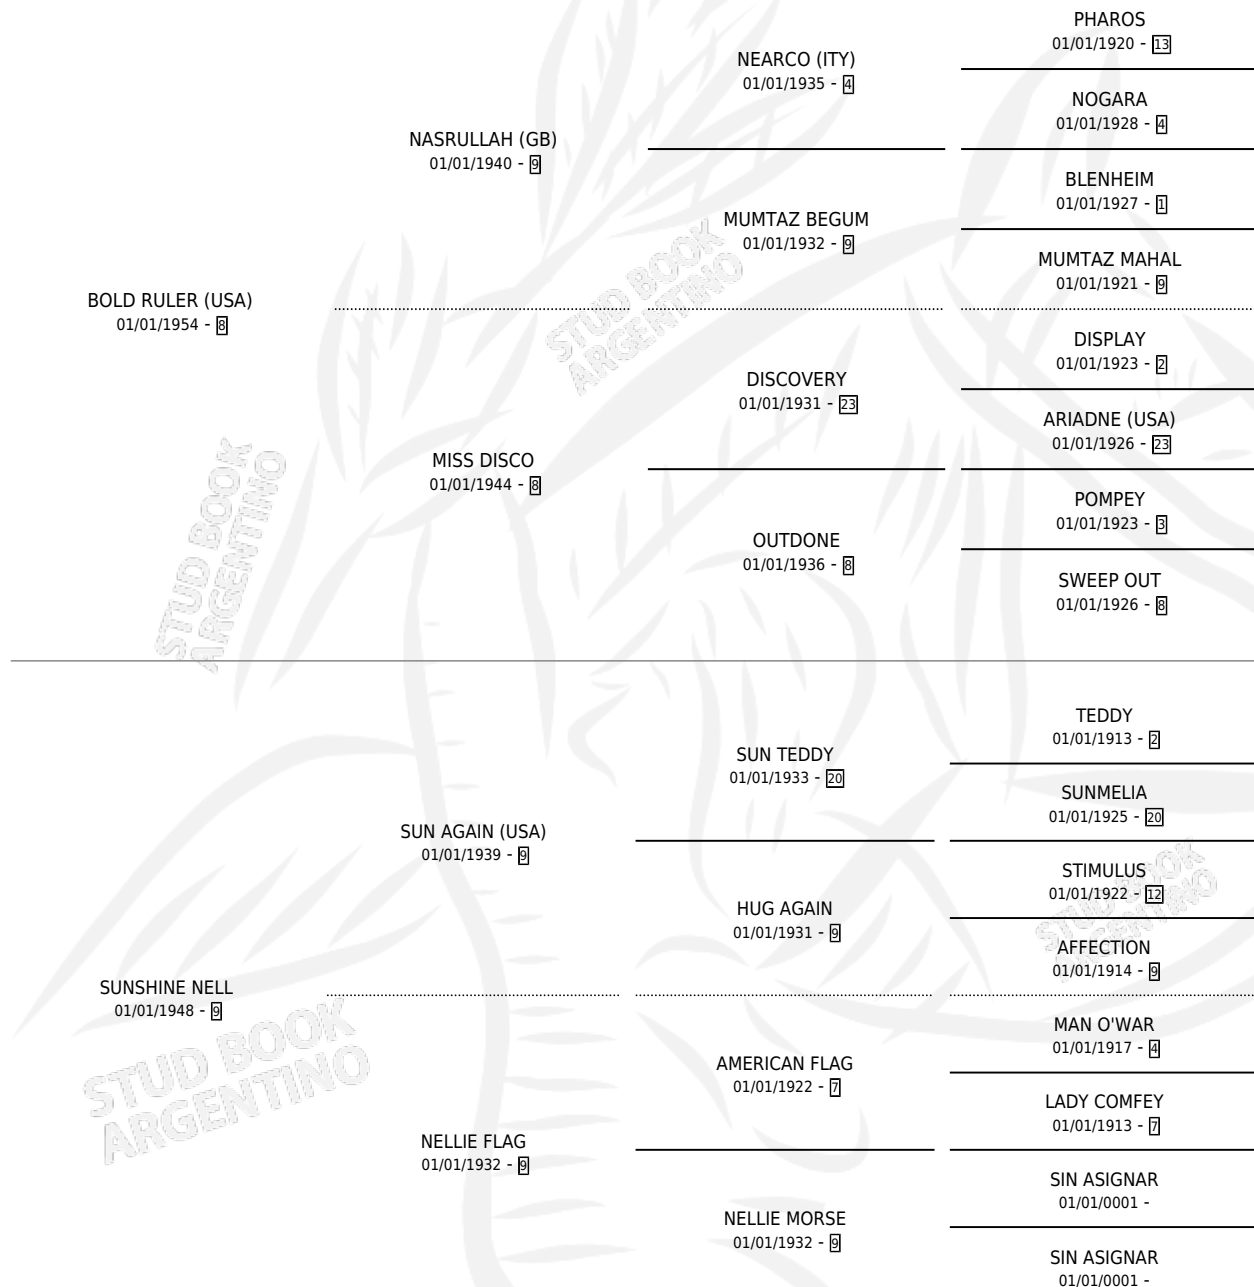 PHAROS
01/01/1920 - 13
NEARCO (ITY)
01/01/1935 - 4
NOGARA
01/01/1928 - 4
NASRULLAH (GB)
01/01/1940 - 9
BLENHEIM
01/01/1927 - 1
MUMTAZ BEGUM
01/01/1932 - 9
MUMTAZ MAHAL
01/01/1921 - 9
BOLD RULER (USA)
01/01/1954 - 8
STUD BOOK
ARGENTINO
DISPLAY
01/01/1923 - 2
DISCOVERY
01/01/1931 - 23
ARIADNE (USA)
01/01/1926 - 23
MISS DISCO
01/01/1944 - 8
POMPEY
01/01/1923 - 3
OUTDONE
01/01/1936 - 8
SWEEP OUT
01/01/1926 - 8
STUD BOOK
ARGENTINO
TEDDY
01/01/1913 - 2
SUN TEDDY
01/01/1933 - 20
SUNMELIA
01/01/1925 - 20
SUN AGAIN (USA)
01/01/1939 - 9
STIMULUS
01/01/1922 - 12
HUG AGAIN
01/01/1931 - 9
STUD BOOK
ARGENTINO
AFFECTION
01/01/1914 - 9
SUNSHINE NELL
01/01/1948 - 9
STUD BOOK
ARGENTINO
MAN O'WAR
01/01/1917 - 4
AMERICAN FLAG
01/01/1922 - 7
LADY COMFEY
01/01/1913 - 7
NELLIE FLAG
01/01/1932 - 9
SIN ASIGNAR
01/01/0001 -
NELLIE MORSE
01/01/1932 - 9
SIN ASIGNAR
01/01/0001 -